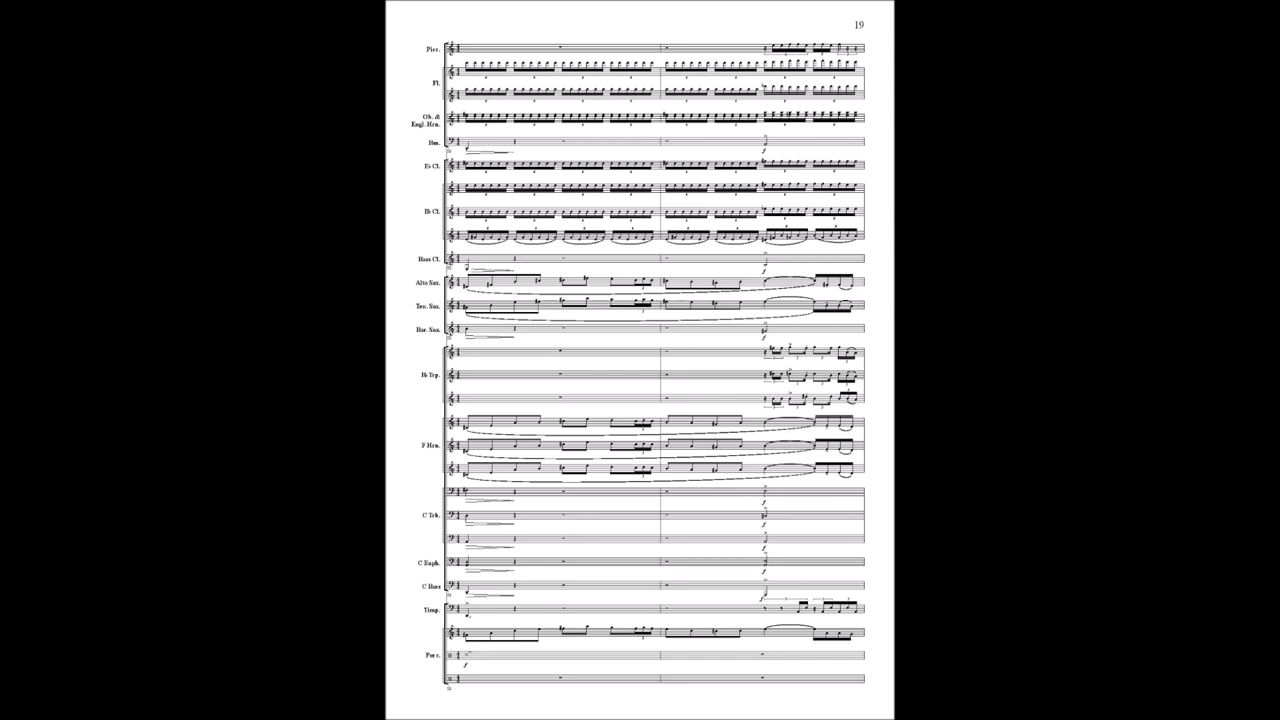 19
Picc.
Fl.
Ob. &
Engl. Hrn.
Bsn.
E♭ Cl.
B♭ Cl.
Bass Cl.
Alto Sax.
Ten. Sax.
Bar. Sax.
B♭ Trp.
F Hrn.
C Trb.
C Euph.
C Bass
Timp.
Perc.